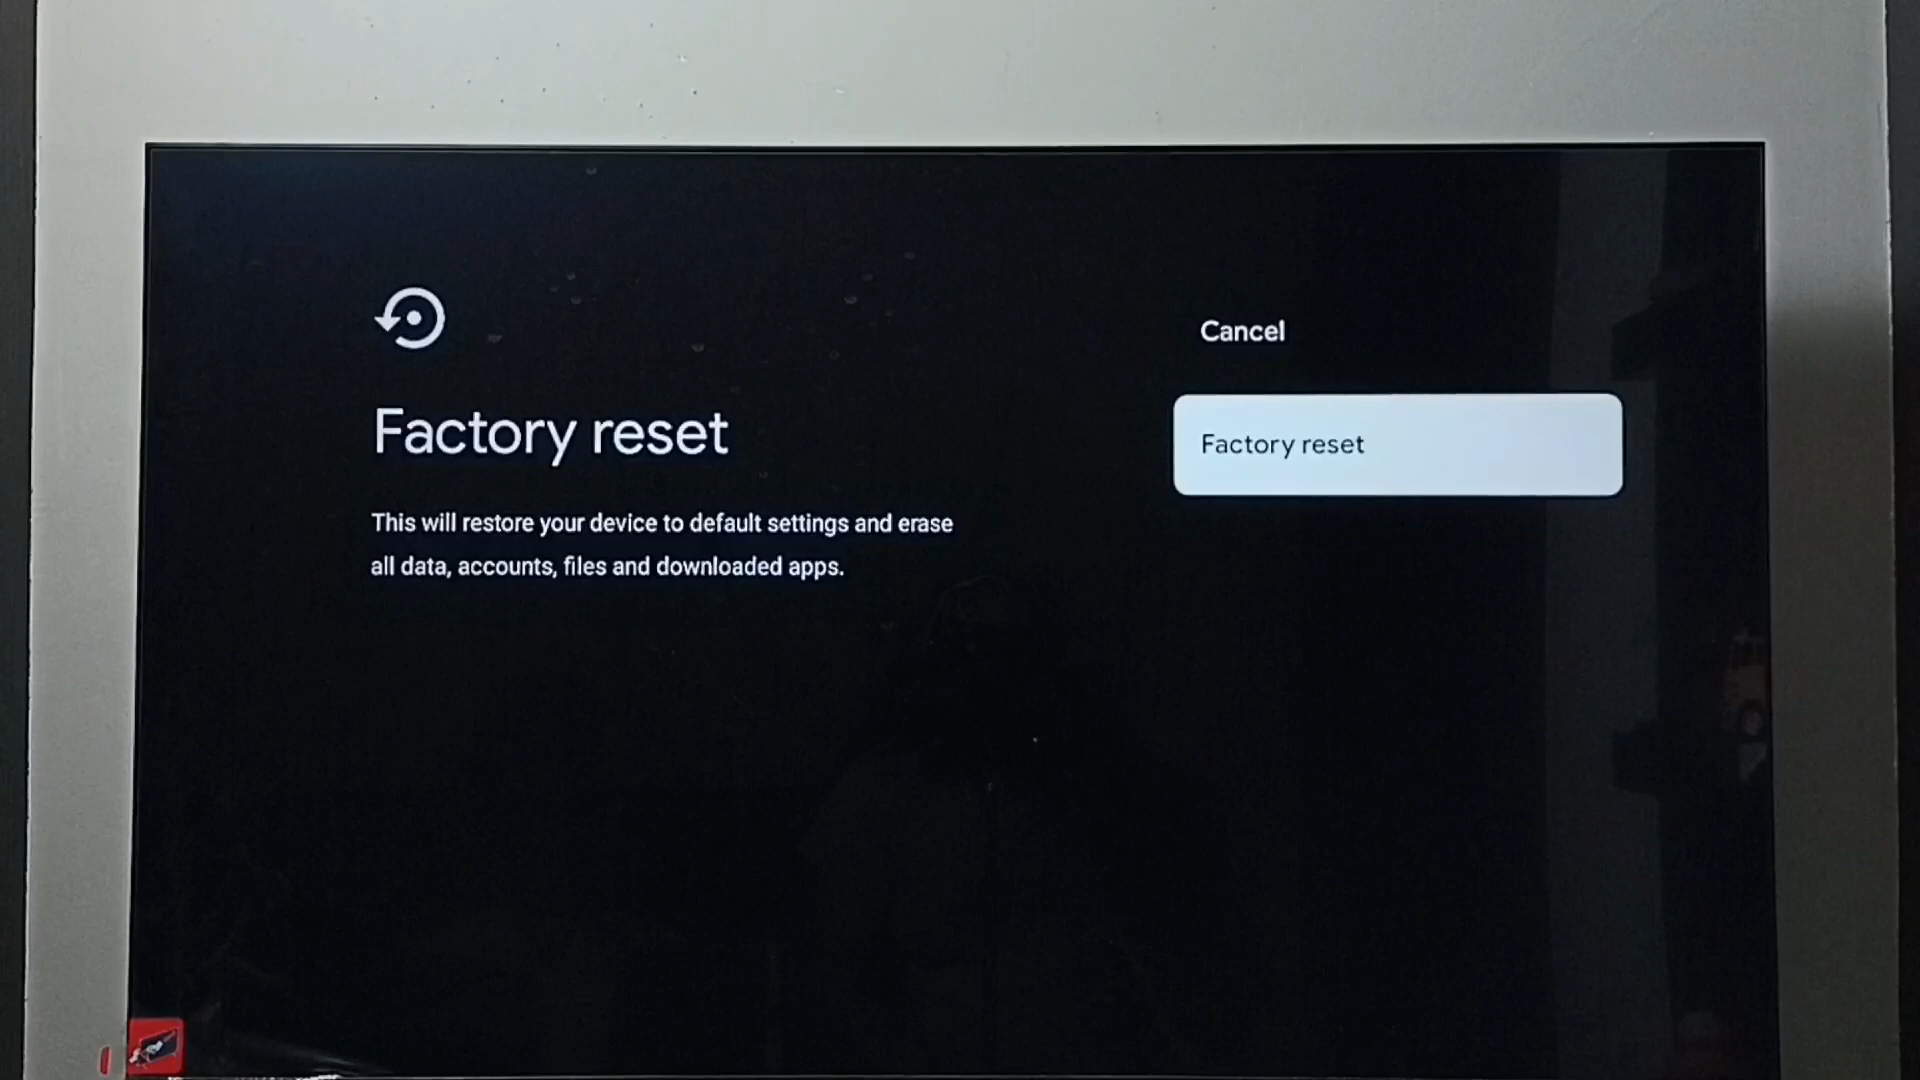 Factory reset
This will restore your device to default settings and erase
all data, accounts, files and downloaded apps.
Cancel
Factory reset